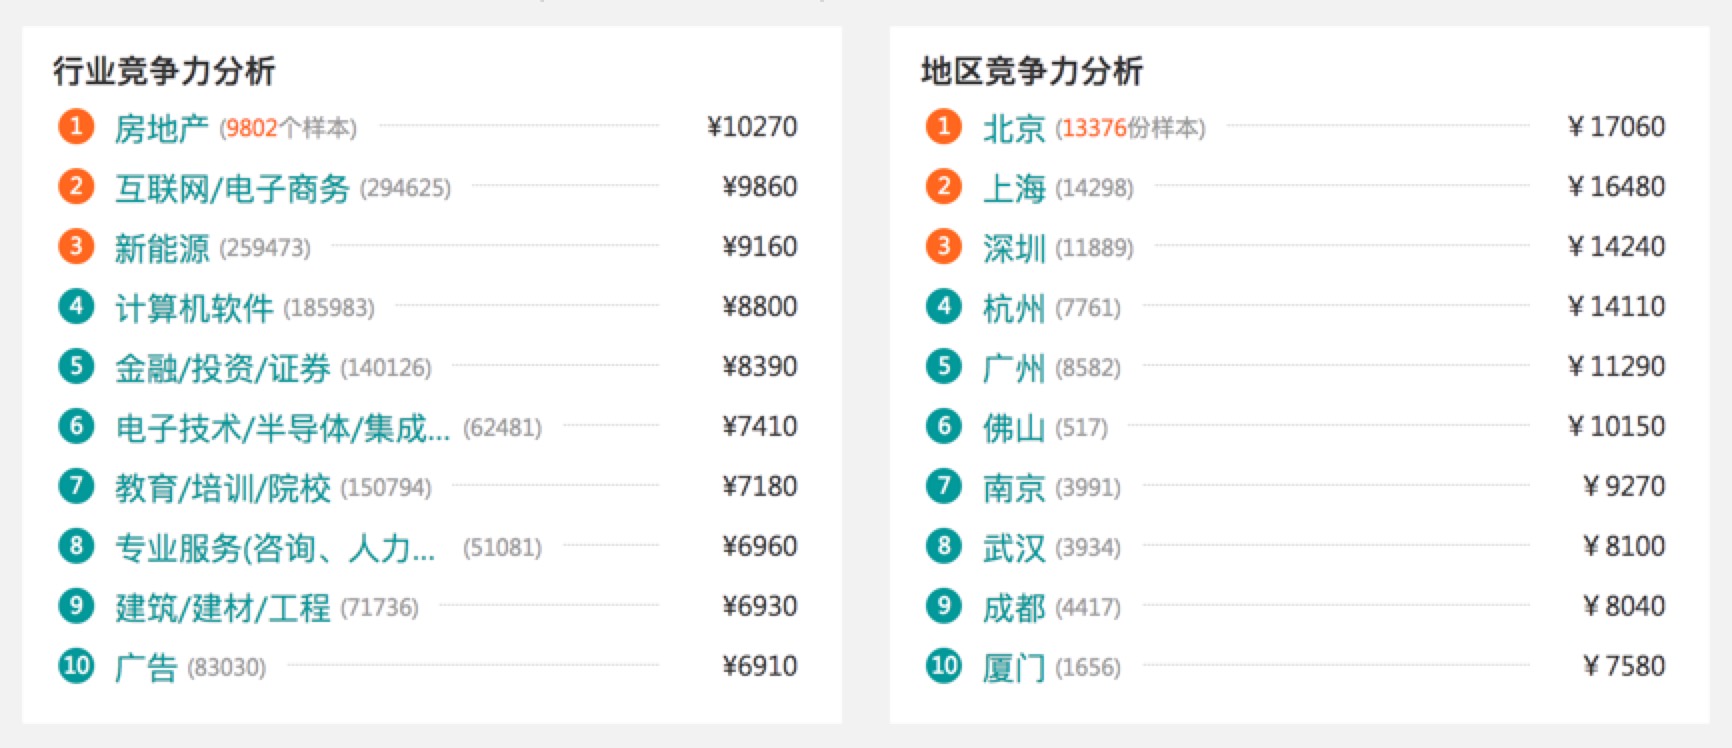 行业竞争力分析
1 房地产 (9802个样本) ¥10270
2 互联网/电子商务 (294625) ¥9860
3 新能源 (259473) ¥9160
4 计算机软件 (185983) ¥8800
5 金融/投资/证券 (140126) ¥8390
6 电子技术/半导体/集成... (62481) ¥7410
7 教育/培训/院校 (150794) ¥7180
8 专业服务(咨询、人力... (51081) ¥6960
9 建筑/建材/工程 (71736) ¥6930
10 广告 (83030) ¥6910
地区竞争力分析
1 北京 (13376份样本) ¥ 17060
2 上海 (14298) ¥ 16480
3 深圳 (11889) ¥ 14240
4 杭州 (7761) ¥ 14110
5 广州 (8582) ¥ 11290
6 佛山 (517) ¥ 10150
7 南京 (3991) ¥ 9270
8 武汉 (3934) ¥ 8100
9 成都 (4417) ¥ 8040
10 厦门 (1656) ¥ 7580